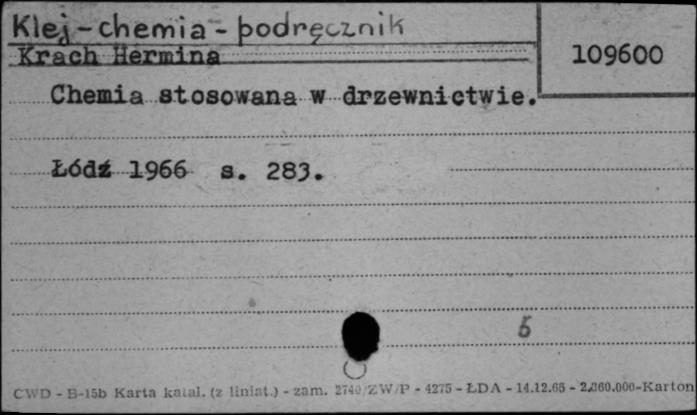 Klej - chemia - podręcznik
109600
Krach Hermina
Chemia stosowana w drzewnictwie.
Łódź 1966 s. 283.
5
CWD - B-15b Karta katal. (z liniat.) - zam. 2740/ZW/P - 4275 - ŁDA - 14.12.65 - 2.360.000-Karton